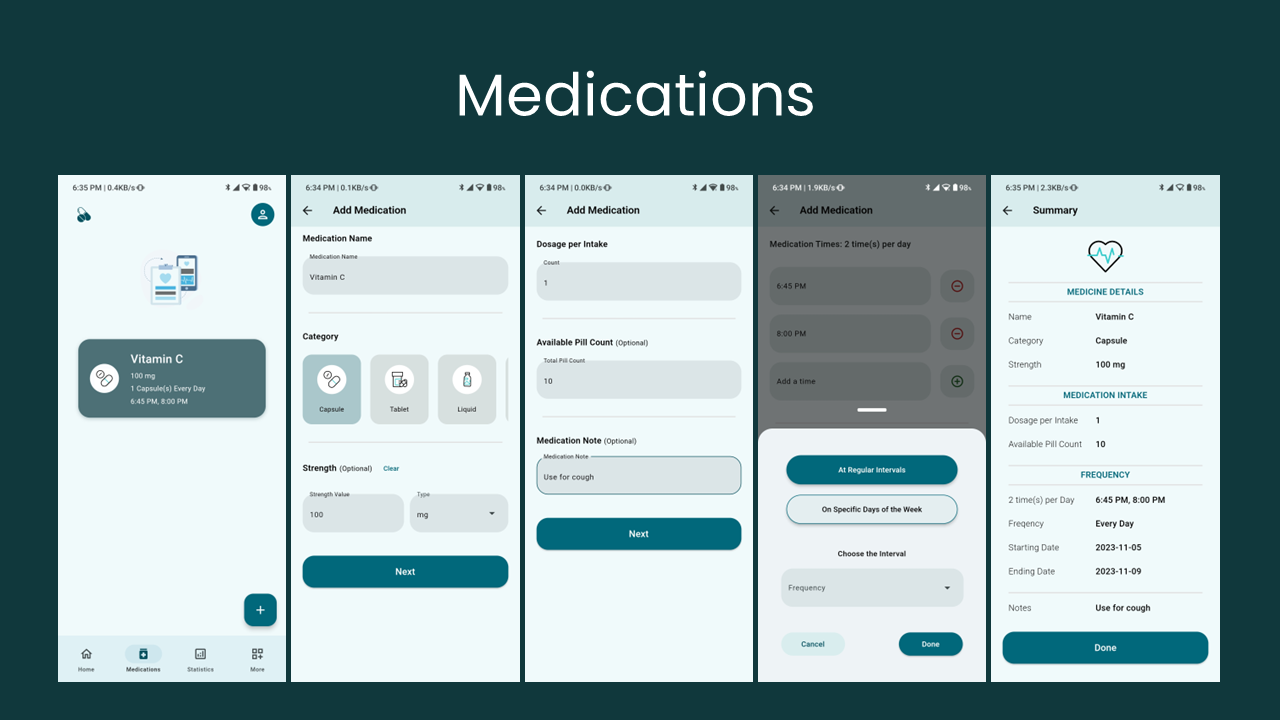 Medications
6:35 PM | 0.4KB/s
98%
Vitamin C
100 mg
1 Capsule(s) Every Day
6:45 PM, 8:00 PM
+
Home
Medications
Statistics
More
6:34 PM | 0.1KB/s
98%
Add Medication
Medication Name
Medication Name
Vitamin C
Category
Capsule
Tablet
Liquid
Strength (Optional) Clear
Strength Value
100
Type
mg
Next
6:34 PM | 0.0KB/s
98%
Add Medication
Dosage per Intake
Count
1
Available Pill Count (Optional)
Total Pill Count
10
Medication Note (Optional)
Medication Note
Use for cough
Next
6:34 PM | 1.9KB/s
98%
Add Medication
Medication Times: 2 time(s) per day
6:45 PM
8:00 PM
Add a time
At Regular Intervals
On Specific Days of the Week
Choose the Interval
Frequency
Cancel
Done
6:35 PM | 2.3KB/s
98%
Summary
MEDICINE DETAILS
Name Vitamin C
Category Capsule
Strength 100 mg
MEDICATION INTAKE
Dosage per Intake 1
Available Pill Count 10
FREQUENCY
2 time(s) per Day 6:45 PM, 8:00 PM
Freqency Every Day
Starting Date 2023-11-05
Ending Date 2023-11-09
Notes Use for cough
Done